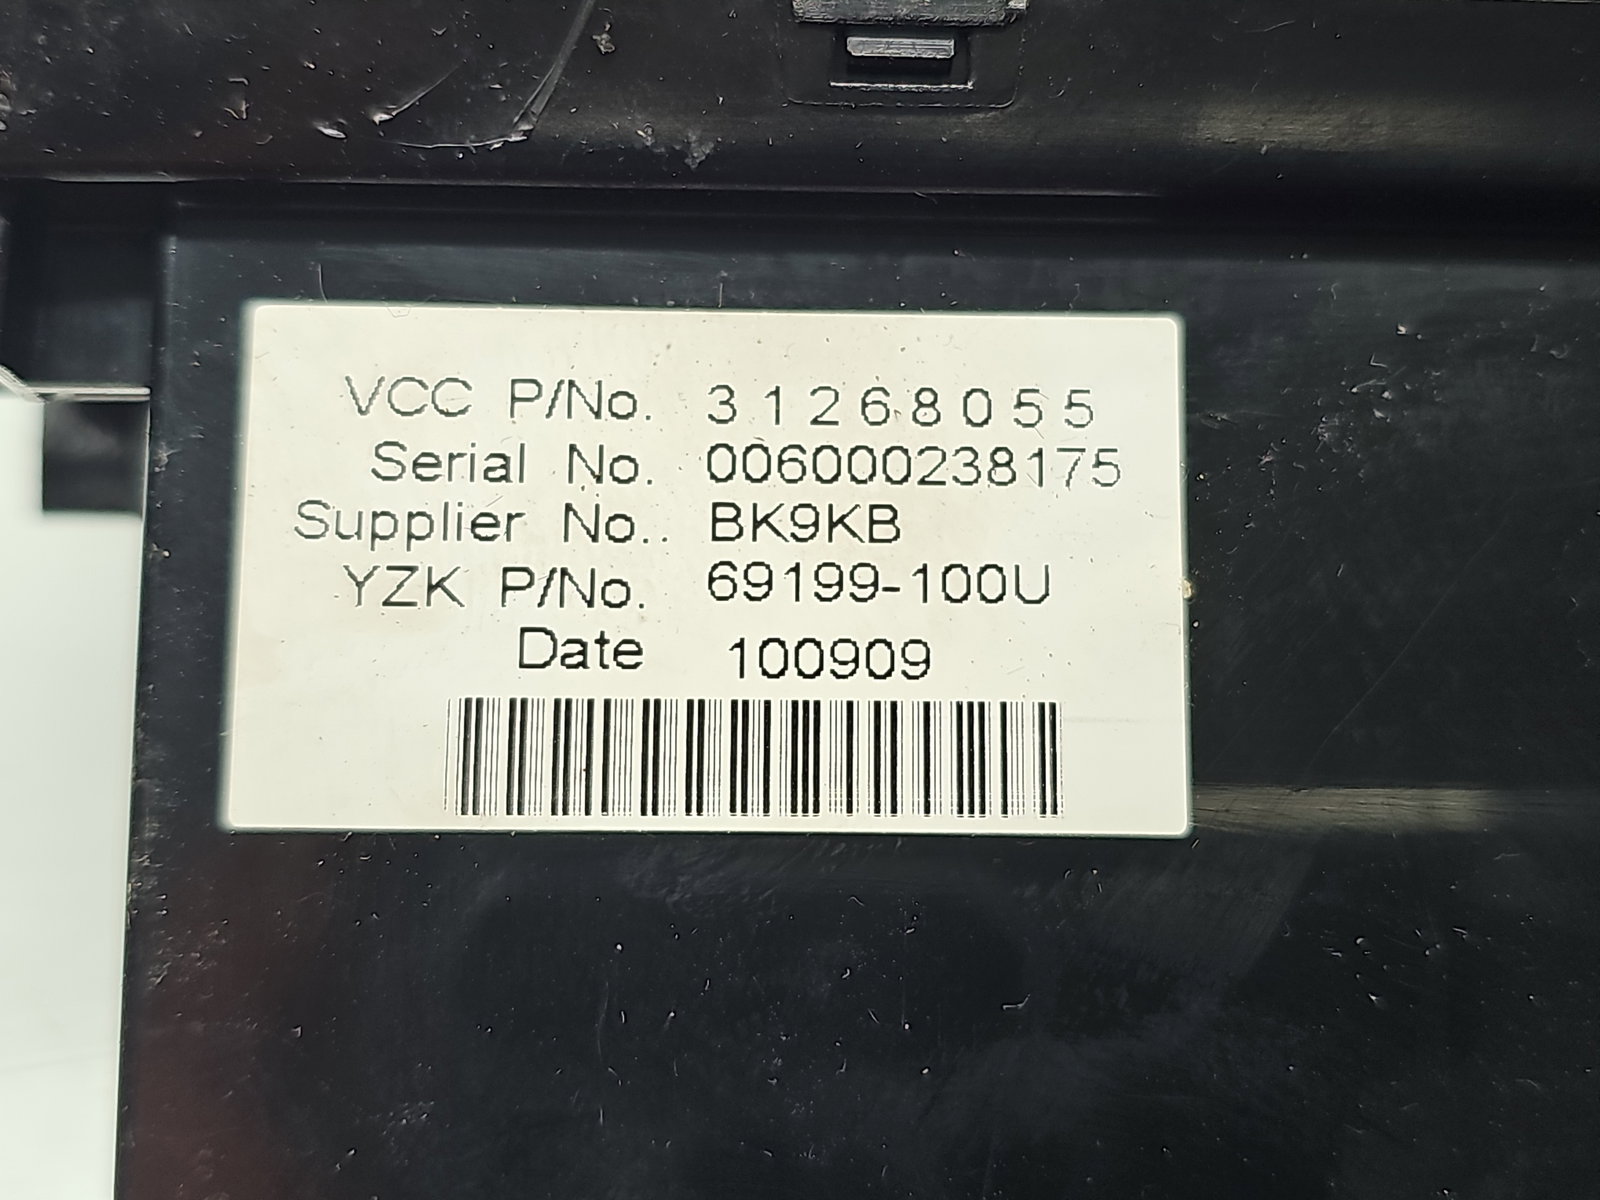 VCC P/No. 31268055
Serial No. 006000238175
Supplier No.. BK9KB
YZK P/No. 69199-100U
Date 100909